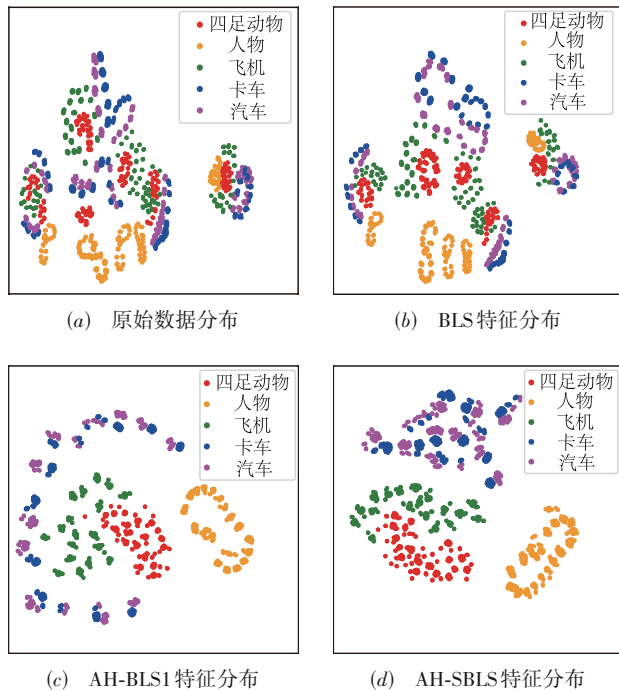 四足动物
人物
飞机
卡车
汽车
四足动物
人物
飞机
卡车
汽车
(a) 原始数据分布
(b) BLS特征分布
四足动物
人物
飞机
卡车
汽车
四足动物
人物
飞机
卡车
汽车
(c) AH-BLS1特征分布
(d) AH-SBLS特征分布